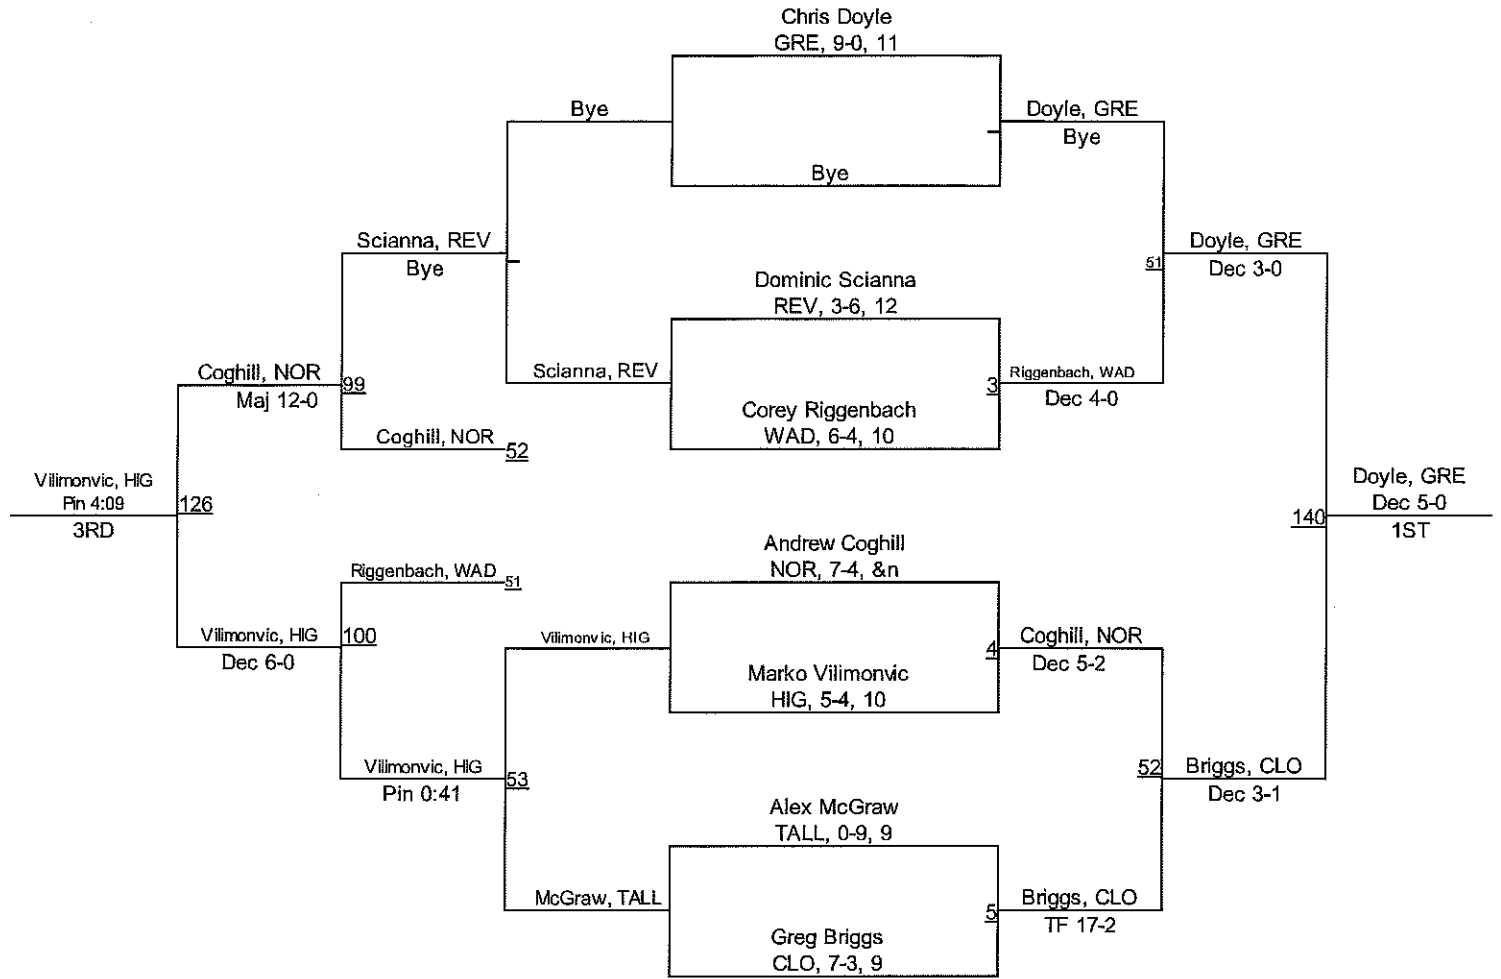 Chris Doyle
GRE, 9-0, 11
Bye
Doyle, GRE
Bye
Bye
Scianna, REV
Bye
Doyle, GRE
51
Dec 3-0
Dominic Scianna
REV, 3-6, 12
Coghill, NOR
99
Maj 12-0
Scianna, REV
3
Riggenbach, WAD
Dec 4-0
Corey Riggenbach
WAD, 6-4, 10
Coghill, NOR
52
Vilimonvic, HIG
Pin 4:09
126
3RD
Doyle, GRE
Dec 5-0
140
1ST
Andrew Coghill
NOR, 7-4, &n
Riggenbach, WAD
51
Vilimonvic, HIG
100
Dec 6-0
Vilimonvic, HIG
4
Coghill, NOR
Dec 5-2
Marko Vilimonvic
HIG, 5-4, 10
Vilimonvic, HIG
53
Pin 0:41
52
Briggs, CLO
Dec 3-1
Alex McGraw
TALL, 0-9, 9
McGraw, TALL
5
Briggs, CLO
TF 17-2
Greg Briggs
CLO, 7-3, 9